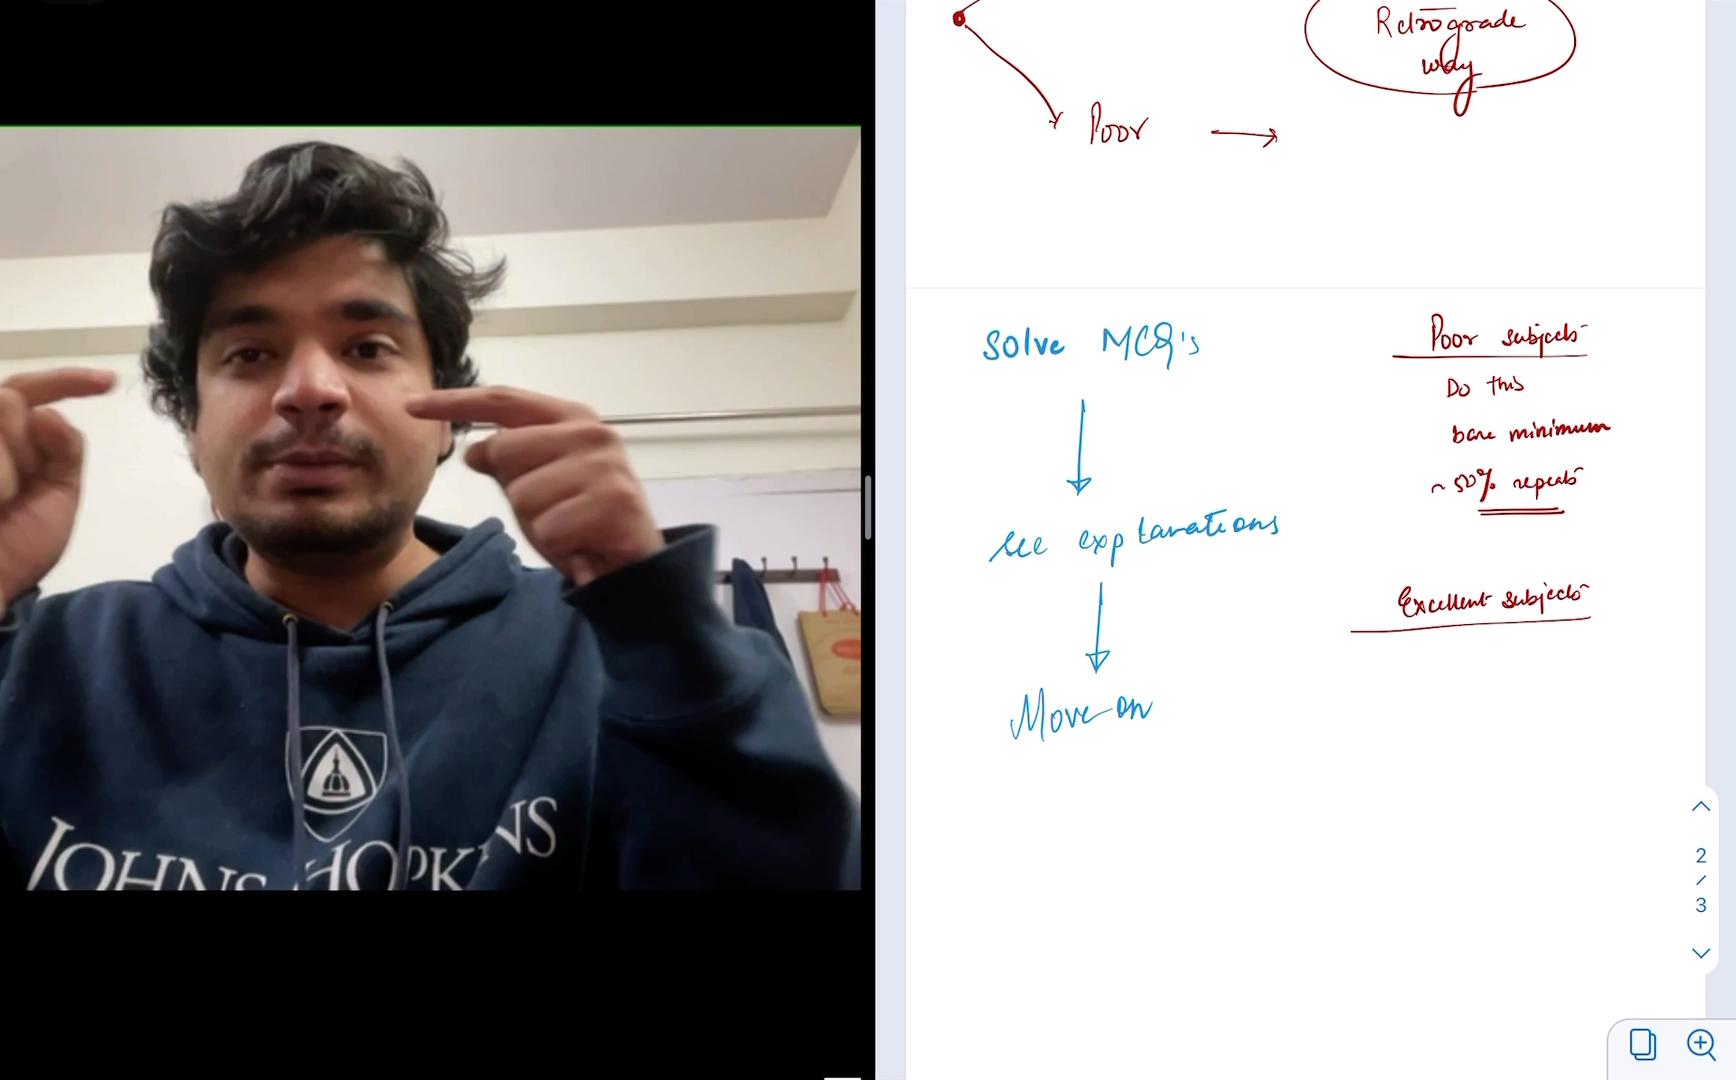 Retrograde
way
Poor
Solve MCQ's
see explanations
Move on
Poor subjects
Do this
bare minimum
~ 50% repeats
Excellent subjects
JOHNS HOPKINS
2
/
3